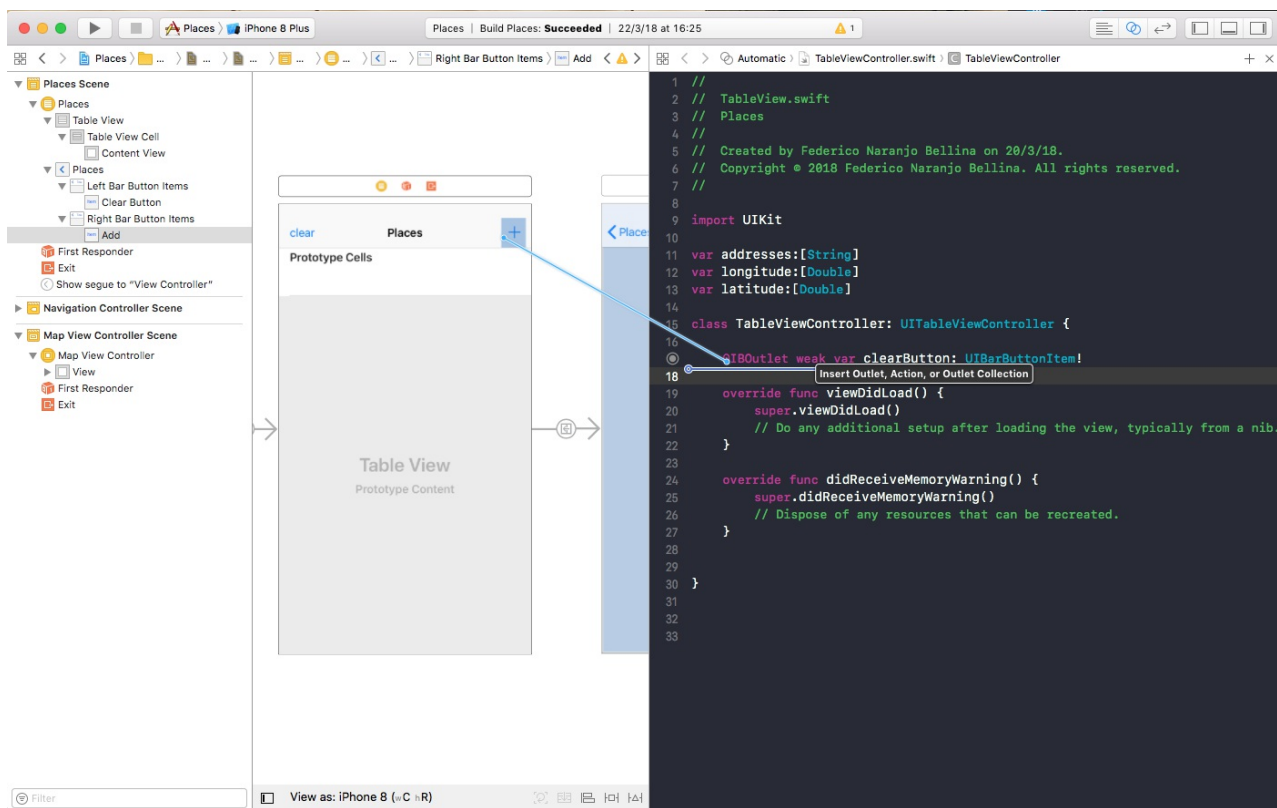 Places iPhone 8 Plus
Places | Build Places: Succeeded | 22/3/18 at 16:25
1
Places ... ... ... ... ... Right Bar Button Items Add
Automatic TableViewController.swift C TableViewController
Places Scene
Places
Table View
Table View Cell
Content View
Places
Left Bar Button Items
Item Clear Button
Right Bar Button Items
Item Add
First Responder
Exit
Show segue to "View Controller"
Navigation Controller Scene
Map View Controller Scene
Map View Controller
View
First Responder
Exit
Filter
clear Places +
Prototype Cells
Table View
Prototype Content
Place
View as: iPhone 8 (wC hR)
1 //
2 // TableView.swift
3 // Places
4 //
5 // Created by Federico Naranjo Bellina on 20/3/18.
6 // Copyright © 2018 Federico Naranjo Bellina. All rights reserved.
7 //
8
9 import UIKit
10
11 var addresses:[String]
12 var longitude:[Double]
13 var latitude:[Double]
14
15 class TableViewController: UITableViewController {
16
@IBOutlet weak var clearButton: UIBarButtonItem!
18
Insert Outlet, Action, or Outlet Collection
19 override func viewDidLoad() {
20 super.viewDidLoad()
21 // Do any additional setup after loading the view, typically from a nib.
22 }
23
24 override func didReceiveMemoryWarning() {
25 super.didReceiveMemoryWarning()
26 // Dispose of any resources that can be recreated.
27 }
28
29
30 }
31
32
33